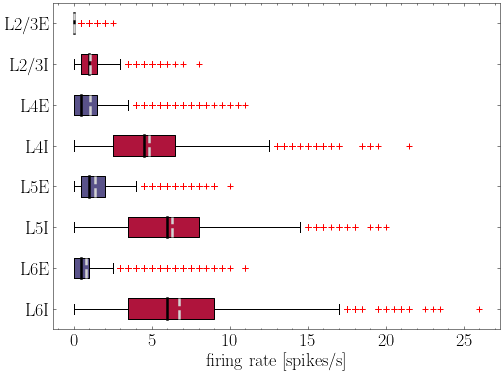 L2/3E
L2/3I
L4E
L4I
L5E
L5I
L6E
L6I
0 5 10 15 20 25
firing rate [spikes/s]